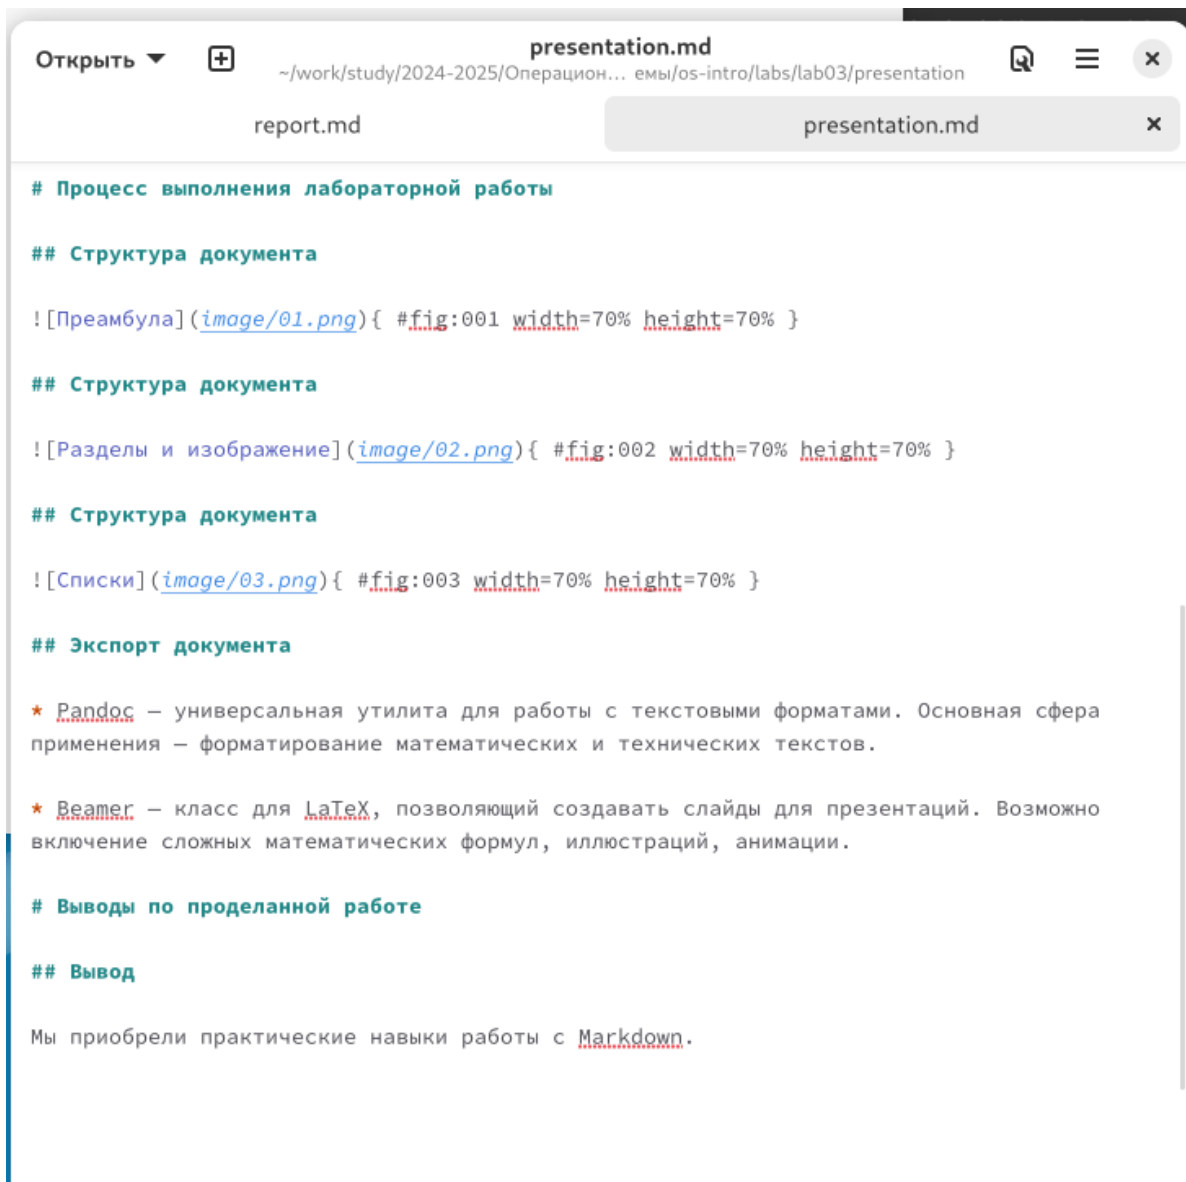 Открыть
presentation.md
~/work/study/2024-2025/Операцион… емы/os-intro/labs/lab03/presentation
report.md
presentation.md
# Процесс выполнения лабораторной работы
## Структура документа
![Преамбула](image/01.png){ #fig:001 width=70% height=70% }
## Структура документа
![Разделы и изображение](image/02.png){ #fig:002 width=70% height=70% }
## Структура документа
![Списки](image/03.png){ #fig:003 width=70% height=70% }
## Экспорт документа
* Pandoc — универсальная утилита для работы с текстовыми форматами. Основная сфера
применения — форматирование математических и технических текстов.
* Beamer — класс для LaTeX, позволяющий создавать слайды для презентаций. Возможно
включение сложных математических формул, иллюстраций, анимации.
# Выводы по проделанной работе
## Вывод
Мы приобрели практические навыки работы с Markdown.